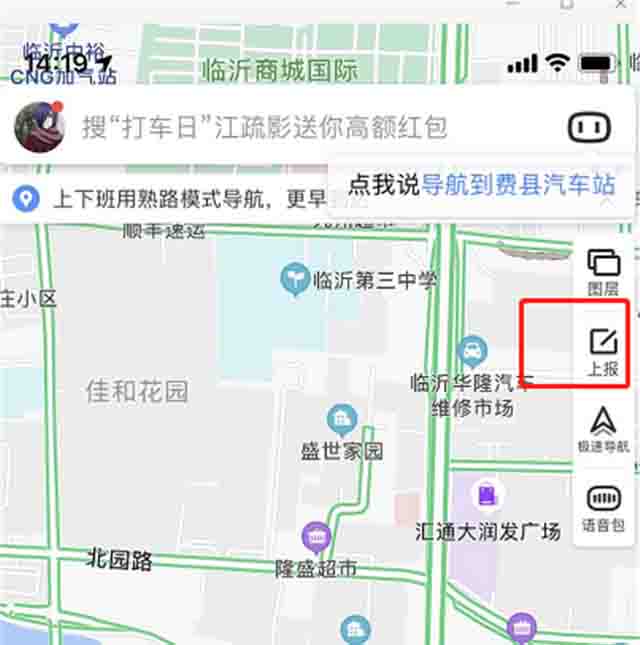 临沂中裕
14:19
CNG加气站
临沂商城国际
搜“打车日”江疏影送你高额红包
点我说导航到费县汽车站
上下班用熟路模式导航，更早
顺丰速运
图层
庄小区
临沂第三中学
上报
佳和花园
临沂华隆汽车
维修市场
极速导航
盛世家园
语音包
汇通大润发广场
北园路
隆盛超市